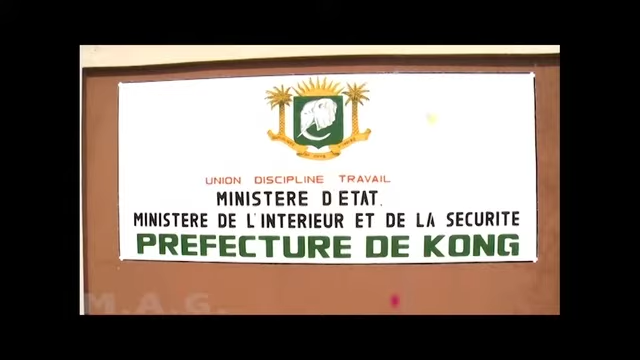 UNION DISCIPLINE TRAVAIL
MINISTERE D ETAT.
MINISTERE DE L'INTERIEUR ET DE LA SECURITE
PREFECTURE DE KONG
M.A.G.